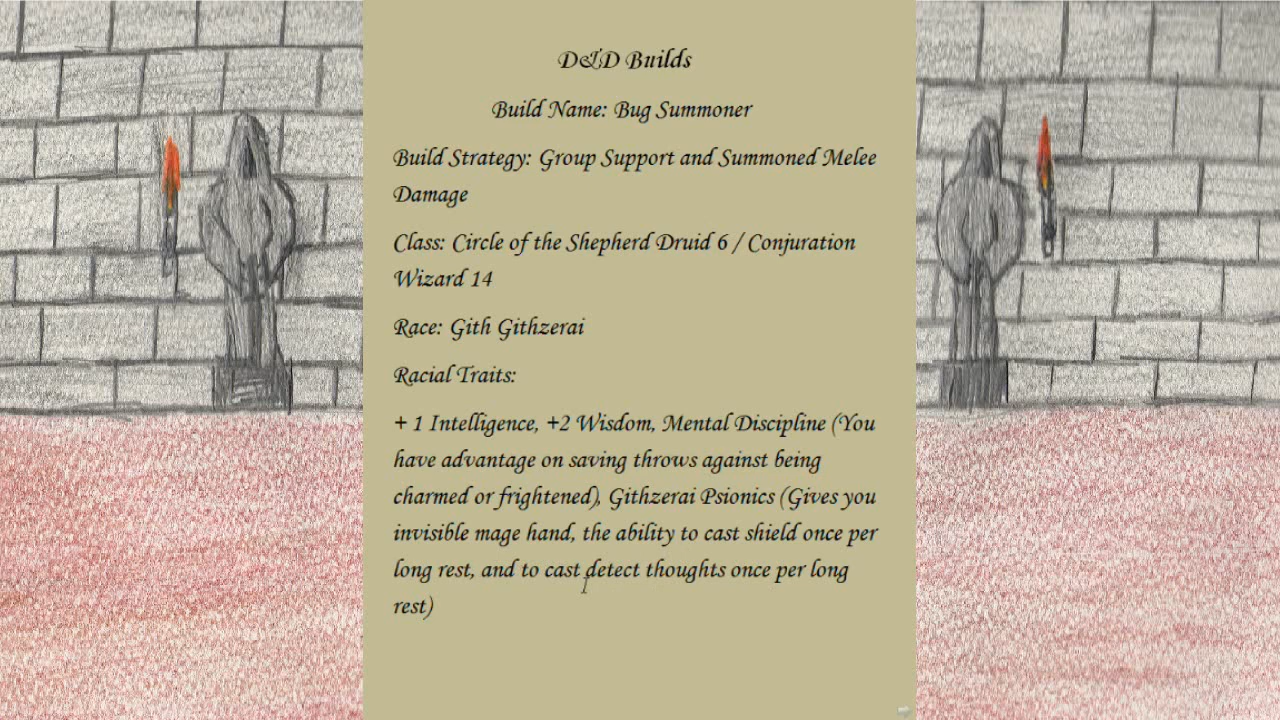 D&D Builds
Build Name: Bug Summoner
Build Strategy: Group Support and Summoned Melee
Damage
Class: Circle of the Shepherd Druid 6 / Conjuration
Wizard 14
Race: Gith Githzerai
Racial Traits:
+ 1 Intelligence, +2 Wisdom, Mental Discipline (You
have advantage on saving throws against being
charmed or frightened), Githzerai Psionics (Gives you
invisible mage hand, the ability to cast shield once per
long rest, and to cast detect thoughts once per long
rest)